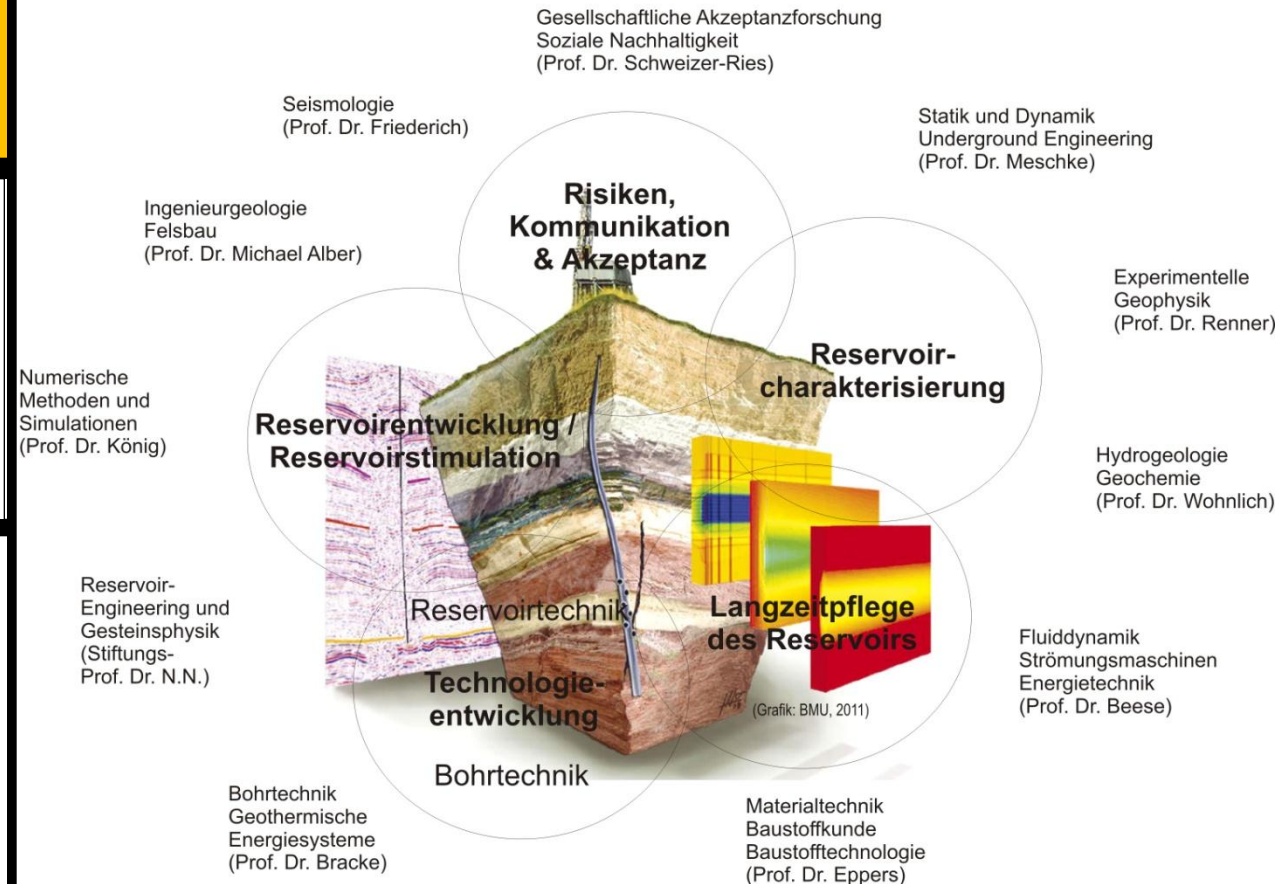 Gesellschaftliche Akzeptanzforschung
Soziale Nachhaltigkeit
(Prof. Dr. Schweizer-Ries)
Seismologie
(Prof. Dr. Friederich)
Statik und Dynamik
Underground Engineering
(Prof. Dr. Meschke)
Risiken,
Kommunikation
& Akzeptanz
Ingenieurgeologie
Felsbau
(Prof. Dr. Michael Alber)
Experimentelle
Geophysik
(Prof. Dr. Renner)
Reservoir-
charakterisierung
Numerische
Methoden und
Simulationen
(Prof. Dr. König)
Reservoirentwicklung /
Reservoirstimulation
Hydrogeologie
Geochemie
(Prof. Dr. Wohnlich)
Reservoir-
Engineering und
Gesteinsphysik
(Stiftungs-
Prof. Dr. N.N.)
Reservoirtechnik
Langzeitpflege
des Reservoirs
Fluiddynamik
Strömungsmaschinen
Energietechnik
(Prof. Dr. Beese)
Technologie-
entwicklung
(Grafik: BMU, 2011)
Bohrtechnik
Bohrtechnik
Geothermische
Energiesysteme
(Prof. Dr. Bracke)
Materialtechnik
Baustoffkunde
Baustofftechnologie
(Prof. Dr. Eppers)